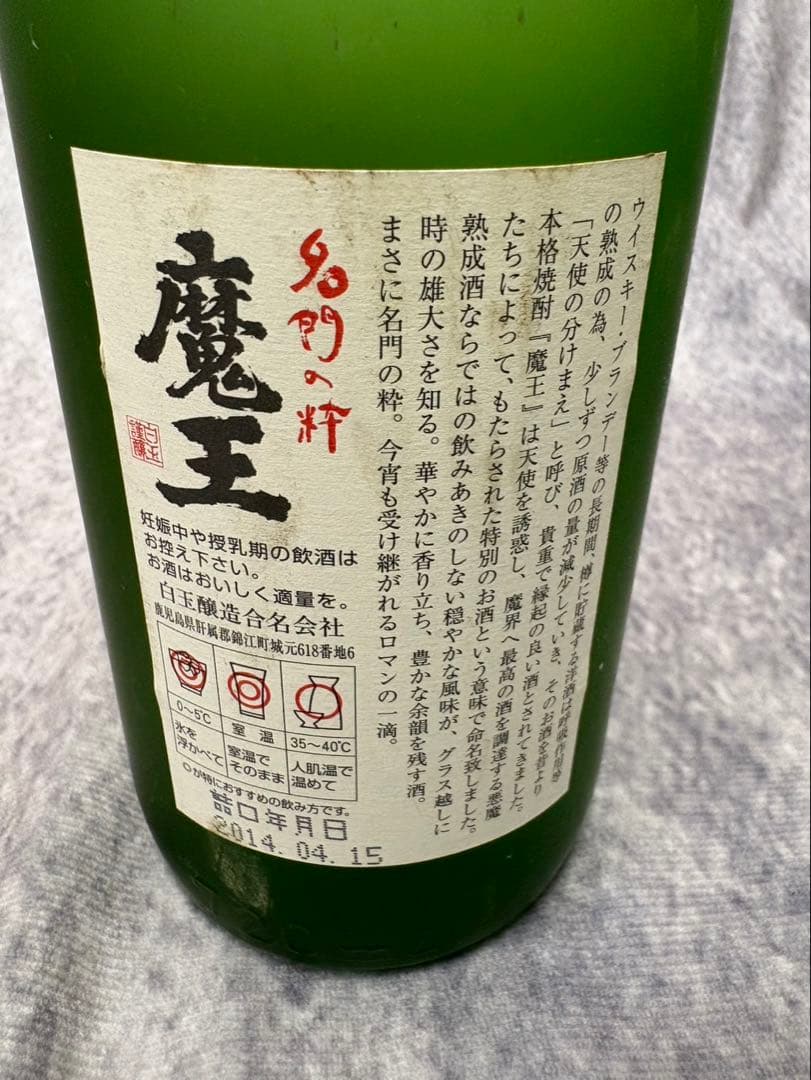 ウイスキー・ブランデー等の長期間、樽に貯蔵する洋酒は呼吸作用等
の熟成の為、少しずつ原酒の量が減少していき、そのお酒を昔より
「天使の分けまえ」と呼び、貴重で縁起の良い酒とされてきました。
本格焼酎『魔王』は天使を誘惑し、魔界へ最高の酒を調達する悪魔
たちによって、もたらされた特別のお酒という意味で命名致しました。
熟成酒ならではの飲みあきのしない穏やかな風味が、グラス越しに
時の雄大さを知る。華やかに香り立ち、豊かな余韻を残す酒。
まさに名門の粋。今宵も受け継がれるロマンの一滴。
名門の粋
魔王
白玉
謹醸
妊娠中や授乳期の飲酒は
お控え下さい。
お酒はおいしく適量を。
白玉醸造合名会社
鹿児島県肝属郡錦江町城元618番地6
0～5℃
氷を
浮かべて
室温
室温で
そのまま
35～40℃
人肌温で
温めて
○が特におすすめの飲み方です。
詰口年月日
2014.04.15